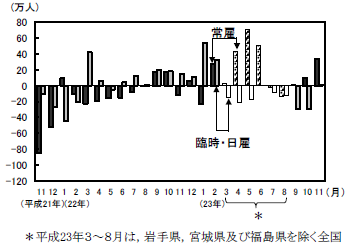 (万人)
80
60
40
20
0
-20
-40
-60
-80
-100
-120
常雇
臨時・日雇
11 12 1 2 3 4 5 6 7 8 9 10 11 12 1 2 3 4 5 6 7 8 9 10 11 (月)
(平成21年)(22年) (23年)
*
*平成23年3~8月は,岩手県,宮城県及び福島県を除く全国